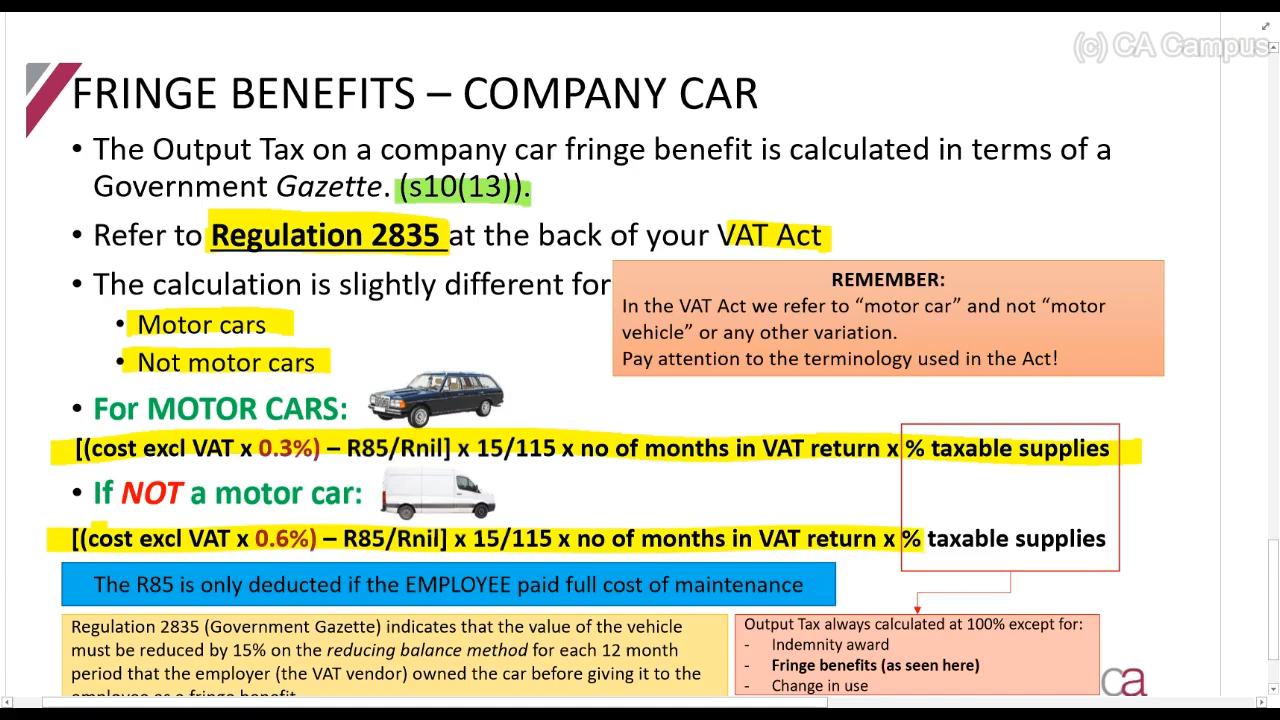 (c) CA Campus
FRINGE BENEFITS – COMPANY CAR
• The Output Tax on a company car fringe benefit is calculated in terms of a
Government Gazette. (s10(13)).
• Refer to Regulation 2835 at the back of your VAT Act
• The calculation is slightly different for
• Motor cars
• Not motor cars
REMEMBER:
In the VAT Act we refer to “motor car” and not “motor
vehicle” or any other variation.
Pay attention to the terminology used in the Act!
• For MOTOR CARS:
[(cost excl VAT x 0.3%) – R85/Rnil] x 15/115 x no of months in VAT return x % taxable supplies
• If NOT a motor car:
[(cost excl VAT x 0.6%) – R85/Rnil] x 15/115 x no of months in VAT return x % taxable supplies
The R85 is only deducted if the EMPLOYEE paid full cost of maintenance
Regulation 2835 (Government Gazette) indicates that the value of the vehicle
must be reduced by 15% on the reducing balance method for each 12 month
period that the employer (the VAT vendor) owned the car before giving it to the
employee as a fringe benefit
Output Tax always calculated at 100% except for:
- Indemnity award
- Fringe benefits (as seen here)
- Change in use
ca